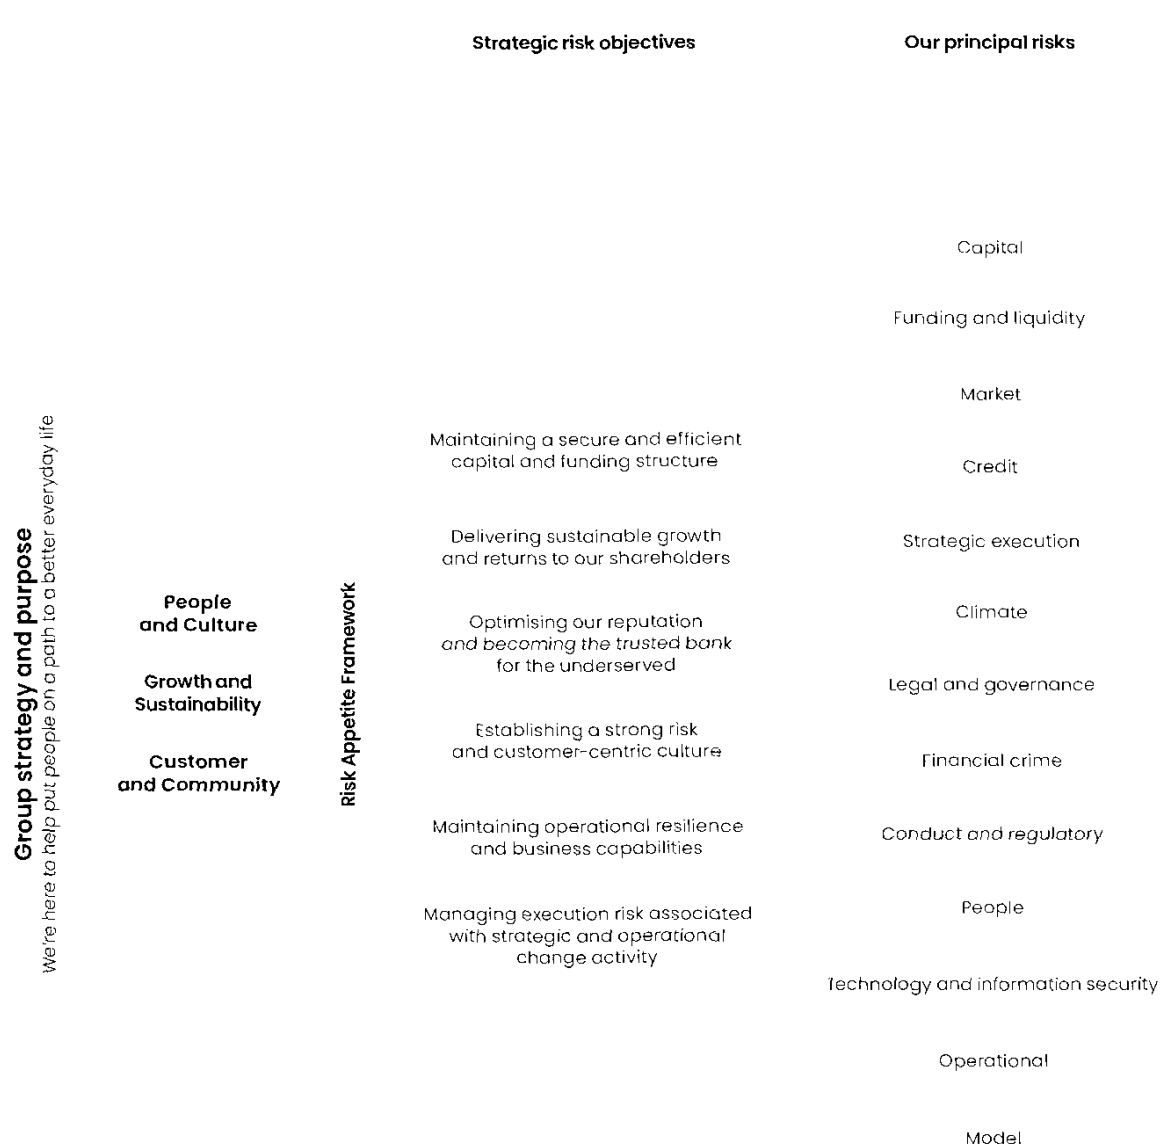 Strategic risk objectives
Our principal risks
Group strategy and purpose
We're here to help put people on a path to a better everyday life
People
and Culture
Growth and
Sustainability
Customer
and Community
Risk Appetite Framework
Maintaining a secure and efficient
capital and funding structure
Delivering sustainable growth
and returns to our shareholders
Optimising our reputation
and becoming the trusted bank
for the underserved
Establishing a strong risk
and customer-centric culture
Maintaining operational resilience
and business capabilities
Managing execution risk associated
with strategic and operational
change activity
Capital
Funding and liquidity
Market
Credit
Strategic execution
Climate
Legal and governance
Financial crime
Conduct and regulatory
People
Technology and information security
Operational
Model